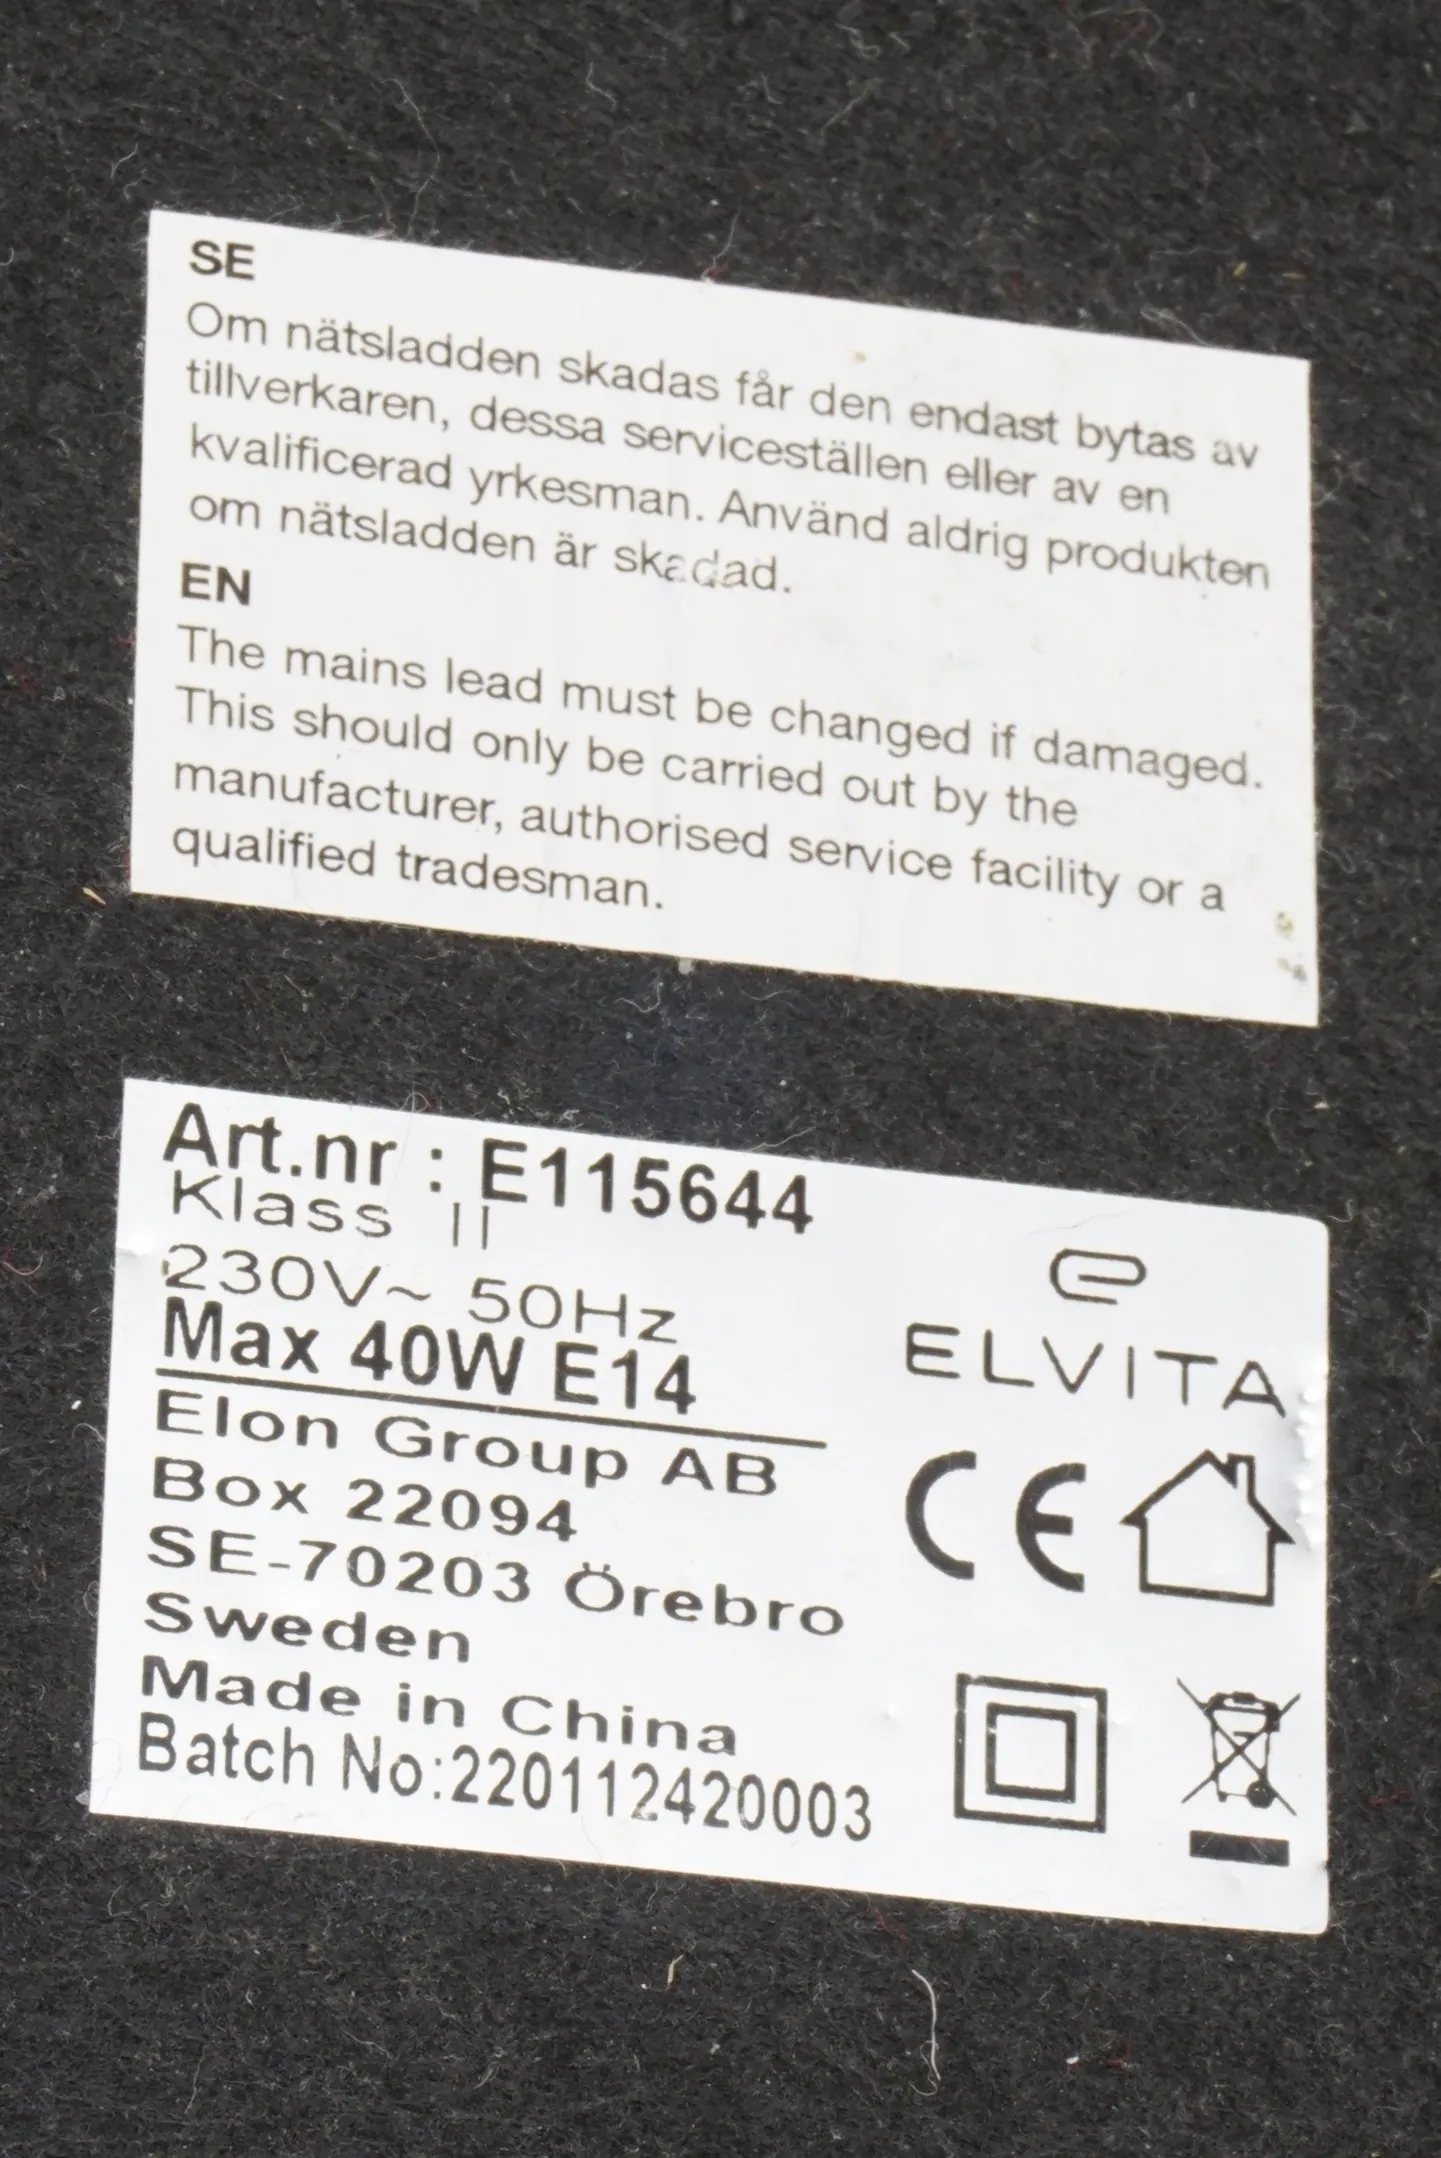 SE
Om nätsladden skadas får den endast bytas av
tillverkaren, dessa serviceställen eller av en
kvalificerad yrkesman. Använd aldrig produkten
om nätsladden är skadad.
EN
The mains lead must be changed if damaged.
This should only be carried out by the
manufacturer, authorised service facility or a
qualified tradesman.
Art.nr : E115644
Klass II
230V~ 50Hz
Max 40W E14
Elon Group AB
Box 22094
SE-70203 Örebro
Sweden
Made in China
Batch No:220112420003
ELVITA
CE